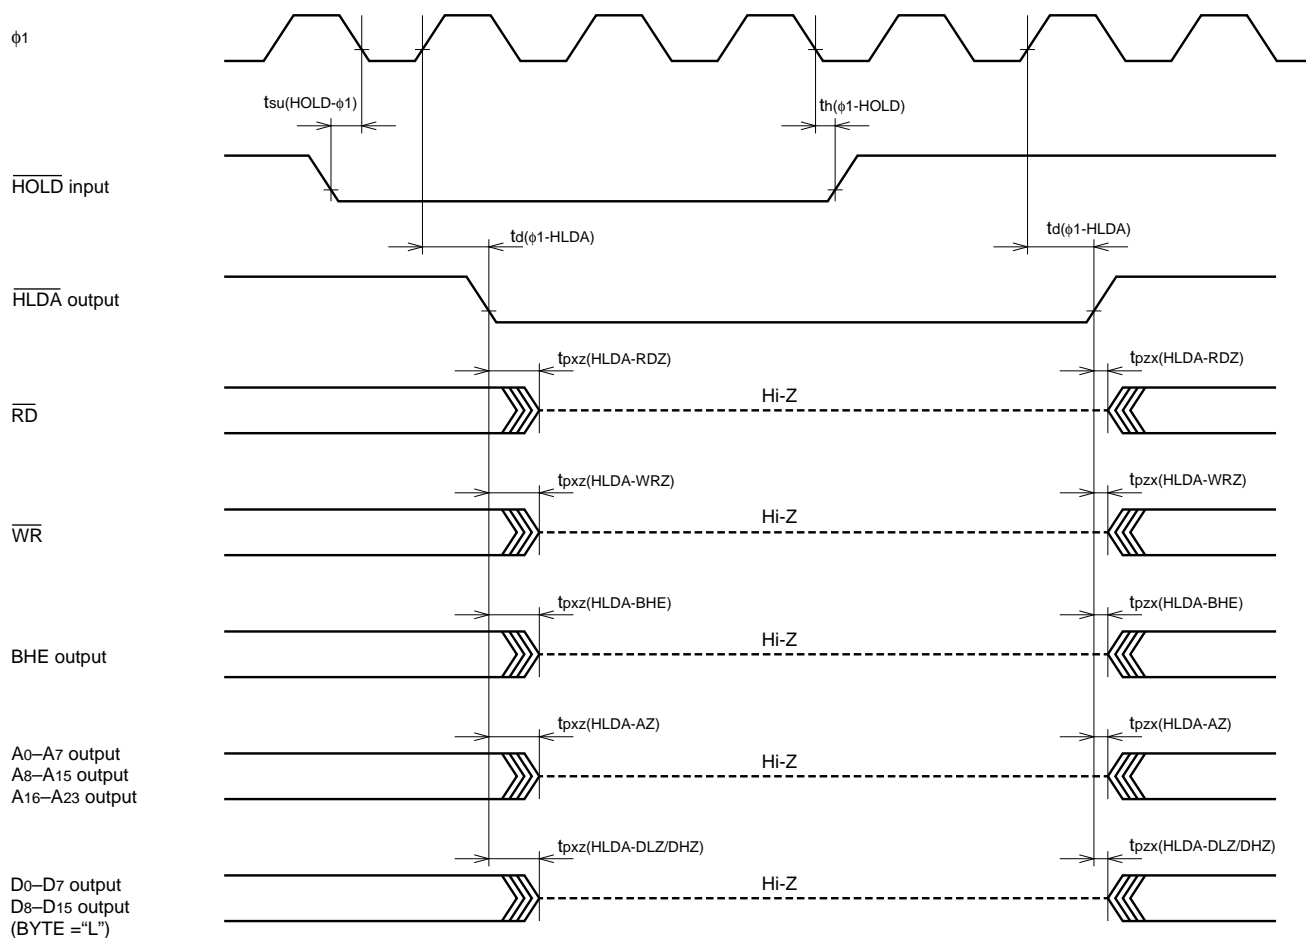 ϕ1
tsu(HOLD-ϕ1)
th(ϕ1-HOLD)
HOLD input
td(ϕ1-HLDA)
td(ϕ1-HLDA)
HLDA output
tpxz(HLDA-RDZ)
tpzx(HLDA-RDZ)
Hi-Z
RD
tpxz(HLDA-WRZ)
tpzx(HLDA-WRZ)
Hi-Z
WR
tpxz(HLDA-BHE)
tpzx(HLDA-BHE)
Hi-Z
BHE output
tpxz(HLDA-AZ)
tpzx(HLDA-AZ)
A0–A7 output
Hi-Z
A8–A15 output
A16–A23 output
tpxz(HLDA-DLZ/DHZ)
tpzx(HLDA-DLZ/DHZ)
D0–D7 output
Hi-Z
D8–D15 output
(BYTE =“L”)